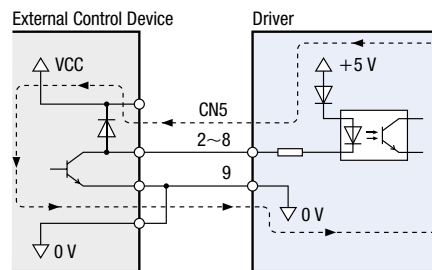 External Control Device
Driver
VCC
+5 V
CN5
2~8
9
0 V
0 V